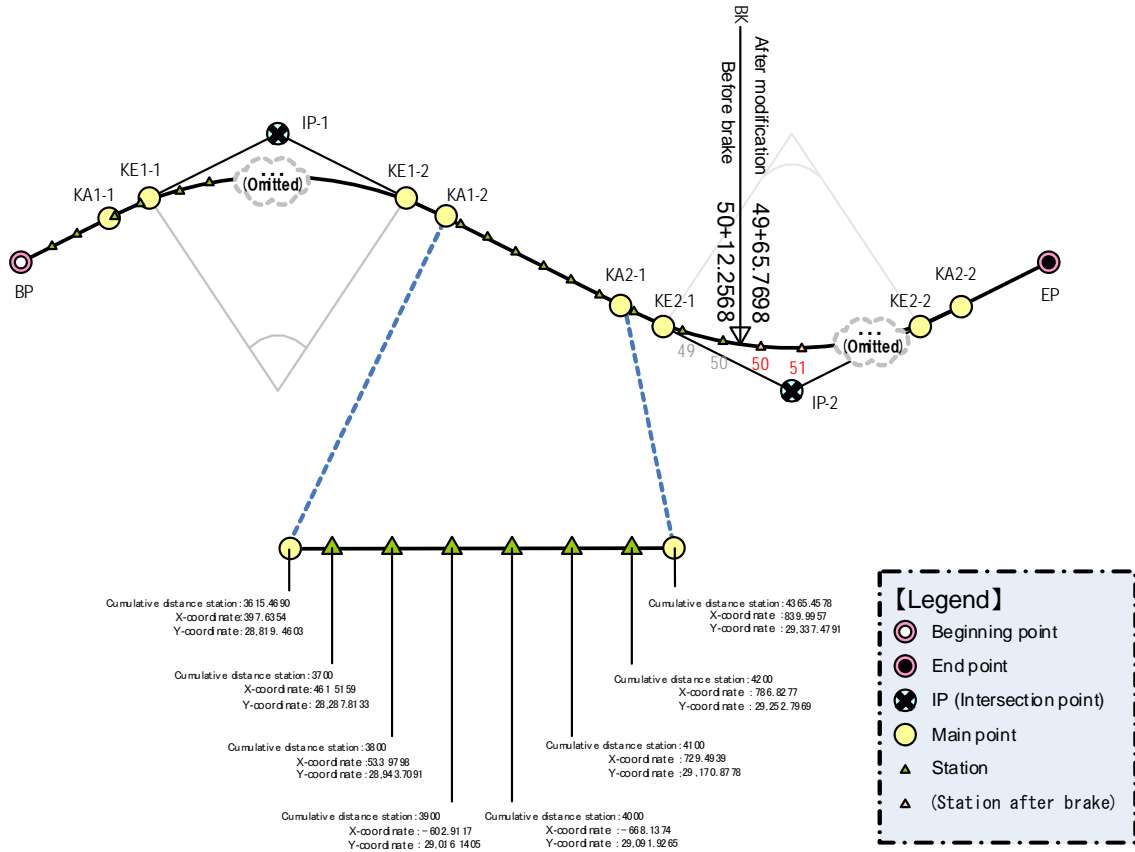 BK
After modification 49+65.7698
Before brake 50+12.2568
IP-1
KE1-1
KA1-1
...
(Omitted)
KE1-2
KA1-2
BP
KA2-1
KE2-1
49
50
50
51
...
(Omitted)
IP-2
KE2-2
KA2-2
EP
Cumulative distance station:3615.4690
X-coordinate:397.6354
Y-coordinate:28,819.4603
Cumulative distance station:4365.4578
X-coordinate:839.9957
Y-coordinate:29,337.4791
Cumulative distance station:3700
X-coordinate:461.5159
Y-coordinate:28,287.8133
Cumulative distance station:4200
X-coordinate:786.8277
Y-coordinate:29,252.7969
Cumulative distance station:3800
X-coordinate:533.9798
Y-coordinate:28,943.7091
Cumulative distance station:4100
X-coordinate:729.4939
Y-coordinate:29,170.8778
Cumulative distance station:3900
X-coordinate:-602.9117
Y-coordinate:29,016.1405
Cumulative distance station:4000
X-coordinate:-668.1374
Y-coordinate:29,091.9265
【Legend】
Beginning point
End point
IP (Intersection point)
Main point
Station
(Station after brake)